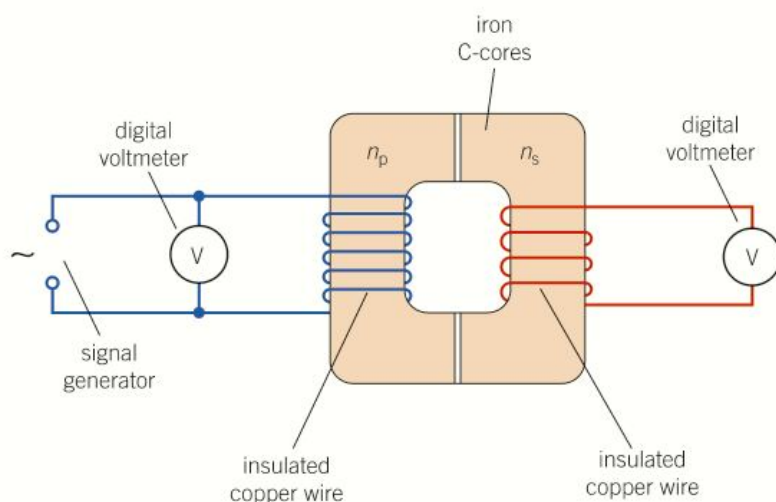 iron
C-cores
digital
voltmeter
n_p
n_s
digital
voltmeter
~
V
V
signal
generator
insulated
copper wire
insulated
copper wire